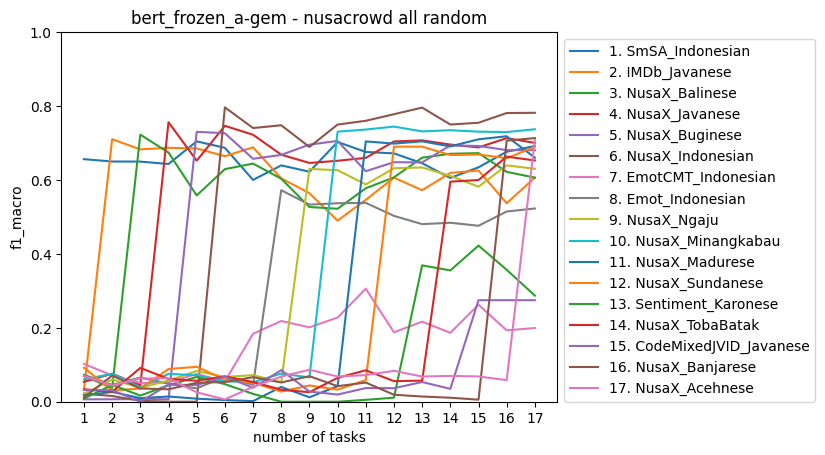 bert_frozen_a-gem - nusacrowd all random
f1_macro
1.0
0.8
0.6
0.4
0.2
0.0
1 2 3 4 5 6 7 8 9 10 11 12 13 14 15 16 17
number of tasks
1. SmSA_Indonesian
2. IMDb_Javanese
3. NusaX_Balinese
4. NusaX_Javanese
5. NusaX_Buginese
6. NusaX_Indonesian
7. EmotCMT_Indonesian
8. Emot_Indonesian
9. NusaX_Ngaju
10. NusaX_Minangkabau
11. NusaX_Madurese
12. NusaX_Sundanese
13. Sentiment_Karonese
14. NusaX_TobaBatak
15. CodeMixedJVID_Javanese
16. NusaX_Banjarese
17. NusaX_Acehnese